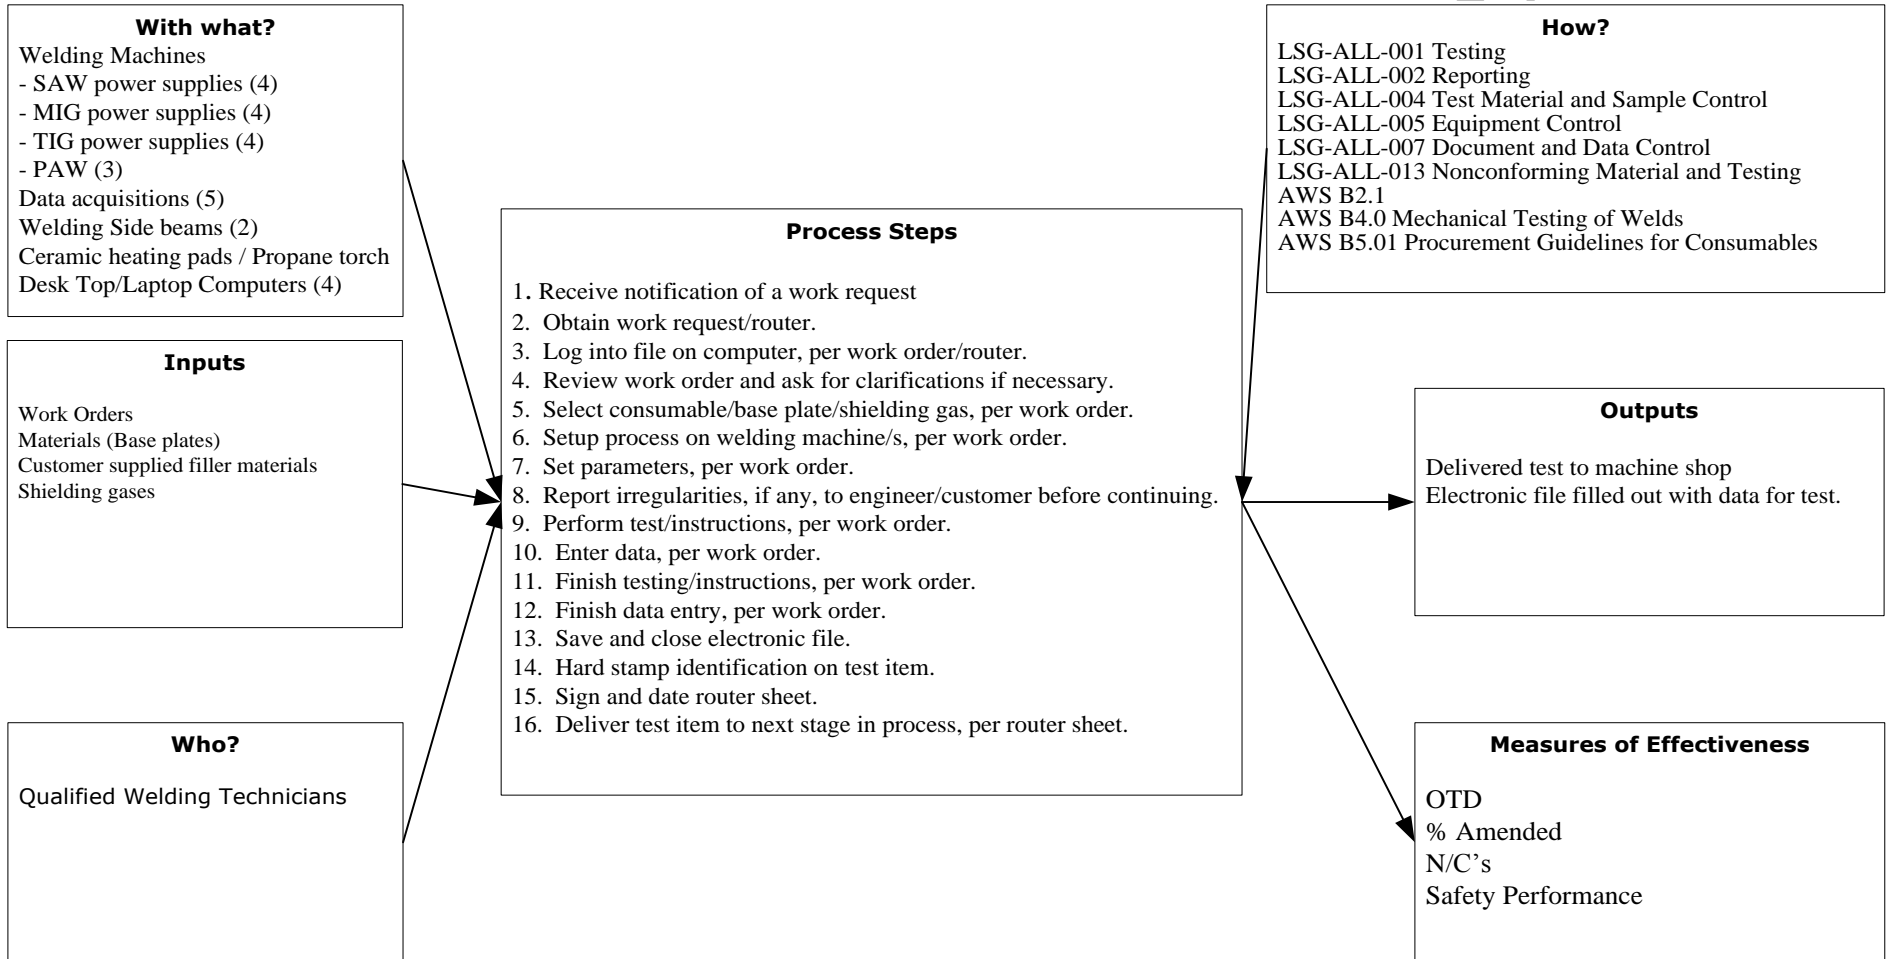 With what?
Welding Machines
- SAW power supplies (4)
- MIG power supplies (4)
- TIG power supplies (4)
- PAW (3)
Data acquisitions (5)
Welding Side beams (2)
Ceramic heating pads / Propane torch
Desk Top/Laptop Computers (4)
Inputs
Work Orders
Materials (Base plates)
Customer supplied filler materials
Shielding gases
Who?
Qualified Welding Technicians
Process Steps
1. Receive notification of a work request
2. Obtain work request/router.
3. Log into file on computer, per work order/router.
4. Review work order and ask for clarifications if necessary.
5. Select consumable/base plate/shielding gas, per work order.
6. Setup process on welding machine/s, per work order.
7. Set parameters, per work order.
8. Report irregularities, if any, to engineer/customer before continuing.
9. Perform test/instructions, per work order.
10. Enter data, per work order.
11. Finish testing/instructions, per work order.
12. Finish data entry, per work order.
13. Save and close electronic file.
14. Hard stamp identification on test item.
15. Sign and date router sheet.
16. Deliver test item to next stage in process, per router sheet.
How?
LSG-ALL-001 Testing
LSG-ALL-002 Reporting
LSG-ALL-004 Test Material and Sample Control
LSG-ALL-005 Equipment Control
LSG-ALL-007 Document and Data Control
LSG-ALL-013 Nonconforming Material and Testing
AWS B2.1
AWS B4.0 Mechanical Testing of Welds
AWS B5.01 Procurement Guidelines for Consumables
Outputs
Delivered test to machine shop
Electronic file filled out with data for test.
Measures of Effectiveness
OTD
% Amended
N/C’s
Safety Performance